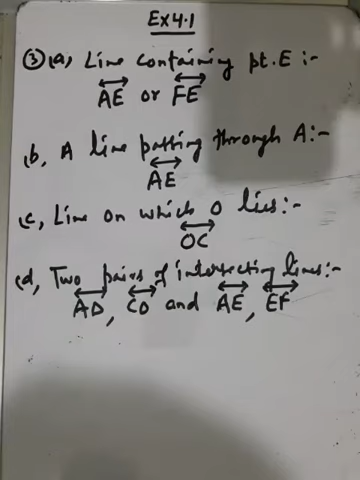 Ex 4.1
③ (a) Line containing pt. E :-
AE or FE
(b, A line passing through A :-
AE
(c, Line on which O lies :-
OC
(d, Two pairs of intersecting lines :-
AD, CO and AE, EF